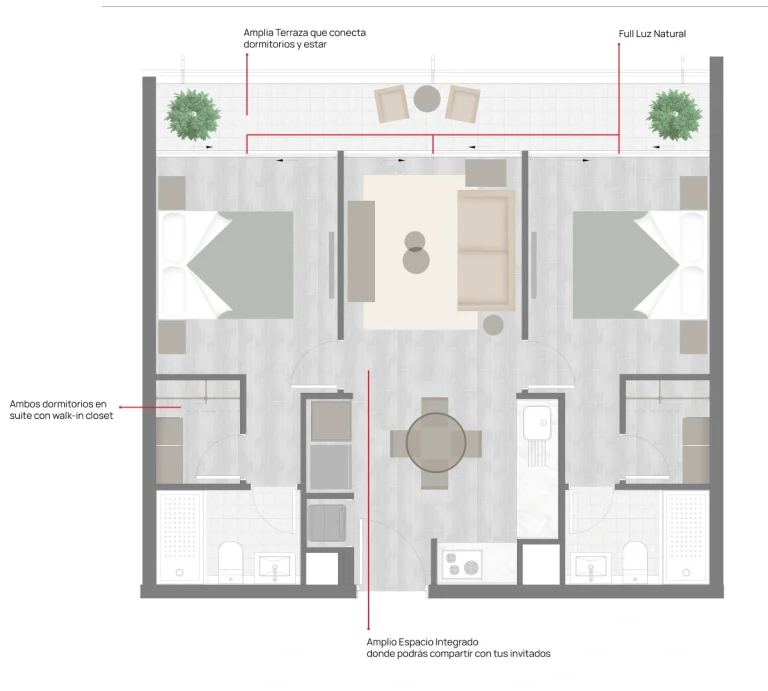 Amplia Terraza que conecta
dormitorios y estar
Full Luz Natural
Ambos dormitorios en
suite con walk-in closet
Amplio Espacio Integrado
donde podrás compartir con tus invitados